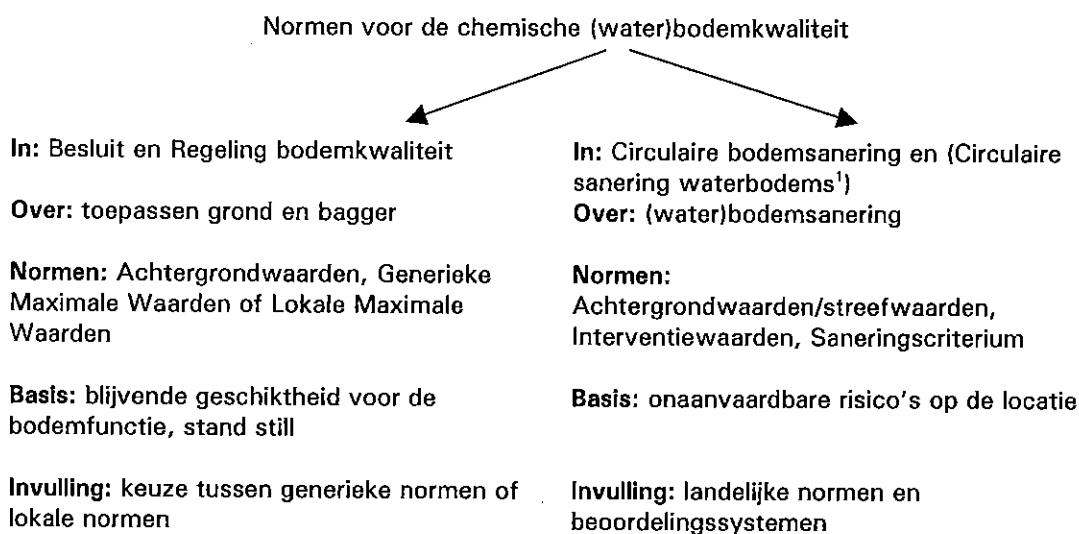 Normen voor de chemische (water)bodemkwaliteit
In: Besluit en Regeling bodemkwaliteit
Over: toepassen grond en bagger
Normen: Achtergrondwaarden, Generieke
Maximale Waarden of Lokale Maximale
Waarden
Basis: blijvende geschiktheid voor de
bodemfunctie, stand still
Invulling: keuze tussen generieke normen of
lokale normen
In: Circulaire bodemsanering en (Circulaire
sanering waterbodems¹)
Over: (water)bodemsanering
Normen:
Achtergrondwaarden/streefwaarden,
Interventiewaarden, Saneringscriterium
Basis: onaanvaardbare risico's op de locatie
Invulling: landelijke normen en
beoordelingssystemen